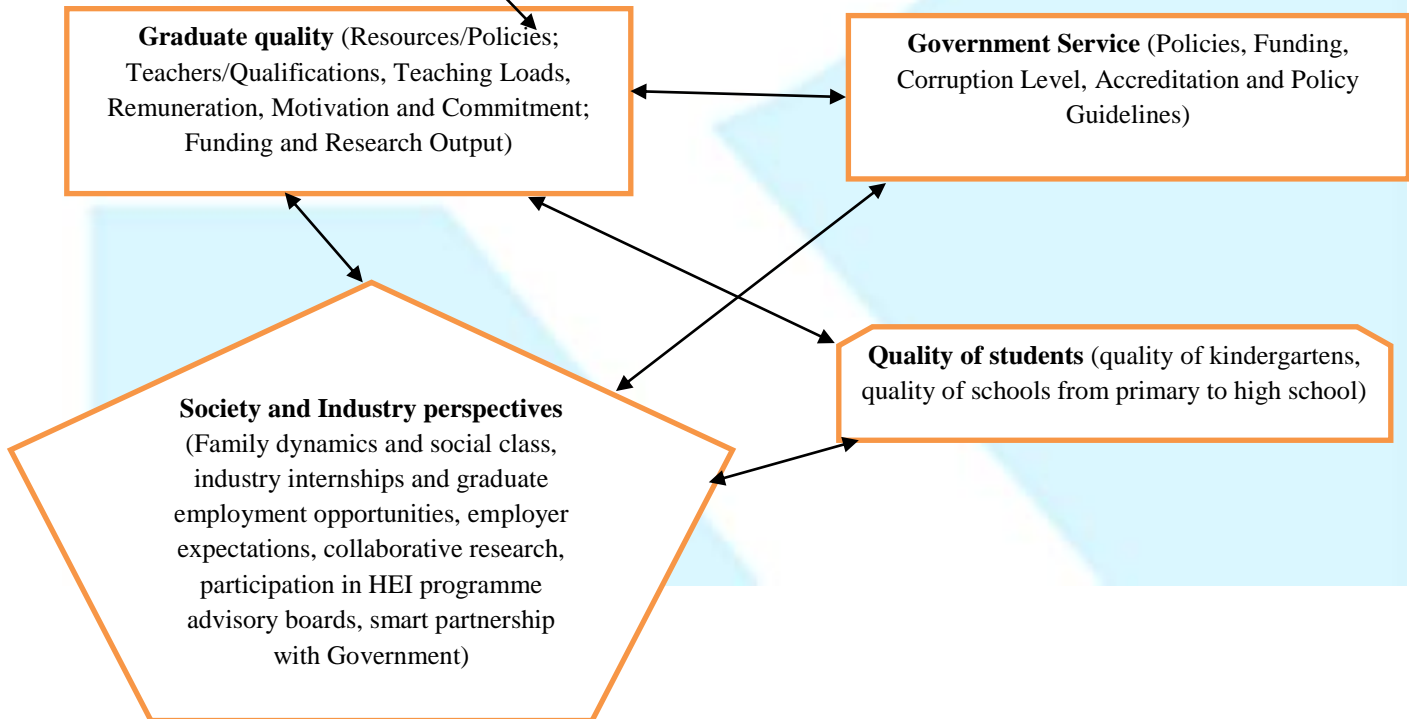 Graduate quality (Resources/Policies;
Teachers/Qualifications, Teaching Loads,
Remuneration, Motivation and Commitment;
Funding and Research Output)
Government Service (Policies, Funding,
Corruption Level, Accreditation and Policy
Guidelines)
Quality of students (quality of kindergartens,
quality of schools from primary to high school)
Society and Industry perspectives
(Family dynamics and social class,
industry internships and graduate
employment opportunities, employer
expectations, collaborative research,
participation in HEI programme
advisory boards, smart partnership
with Government)